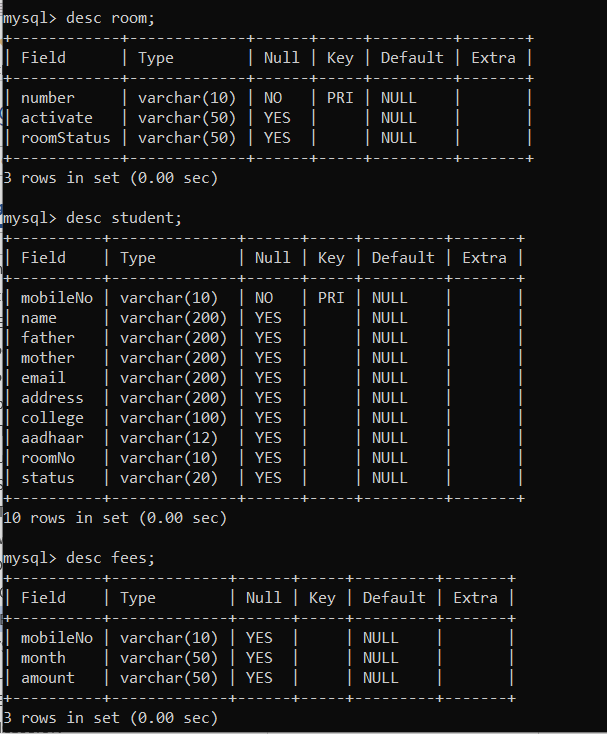 mysql> desc room;
+-----------+-------------+------+-----+---------+-------+
| Field     | Type        | Null | Key | Default | Extra |
+-----------+-------------+------+-----+---------+-------+
| number    | varchar(10) | NO   | PRI | NULL    |       |
| activate  | varchar(50) | YES  |     | NULL    |       |
| roomStatus | varchar(50) | YES  |     | NULL    |       |
+-----------+-------------+------+-----+---------+-------+
3 rows in set (0.00 sec)
mysql> desc student;
+----------+--------------+------+-----+---------+-------+
| Field    | Type         | Null | Key | Default | Extra |
+----------+--------------+------+-----+---------+-------+
| mobileNo | varchar(10)  | NO   | PRI | NULL    |       |
| name     | varchar(200) | YES  |     | NULL    |       |
| father   | varchar(200) | YES  |     | NULL    |       |
| mother   | varchar(200) | YES  |     | NULL    |       |
| email    | varchar(200) | YES  |     | NULL    |       |
| address  | varchar(200) | YES  |     | NULL    |       |
| college  | varchar(100) | YES  |     | NULL    |       |
| aadhaar  | varchar(12)  | YES  |     | NULL    |       |
| roomNo   | varchar(10)  | YES  |     | NULL    |       |
| status   | varchar(20)  | YES  |     | NULL    |       |
+----------+--------------+------+-----+---------+-------+
10 rows in set (0.00 sec)
mysql> desc fees;
+----------+-------------+------+-----+---------+-------+
| Field    | Type        | Null | Key | Default | Extra |
+----------+-------------+------+-----+---------+-------+
| mobileNo | varchar(10) | YES  |     | NULL    |       |
| month    | varchar(50) | YES  |     | NULL    |       |
| amount   | varchar(50) | YES  |     | NULL    |       |
+----------+-------------+------+-----+---------+-------+
3 rows in set (0.00 sec)